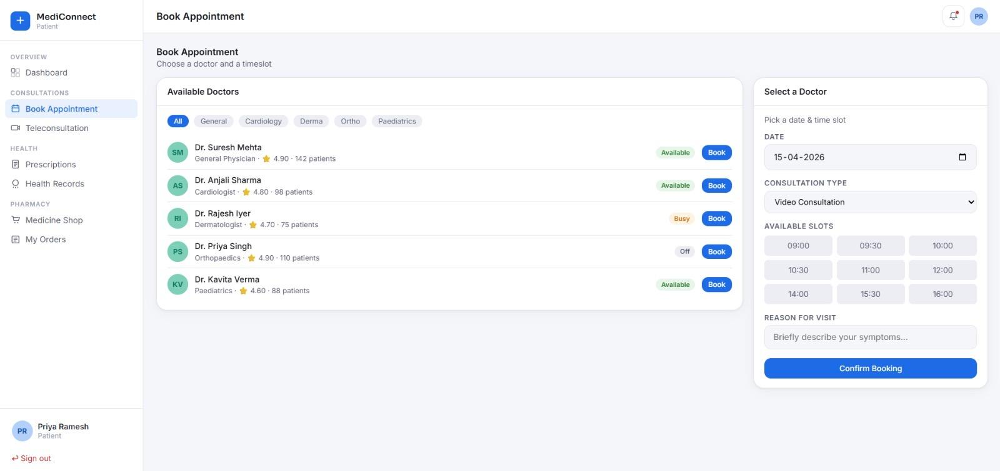 MediConnect
Patient
OVERVIEW
Dashboard
CONSULTATIONS
Book Appointment
Teleconsultation
HEALTH
Prescriptions
Health Records
PHARMACY
Medicine Shop
My Orders
PR
Priya Ramesh
Patient
Sign out
Book Appointment
PR
Book Appointment
Choose a doctor and a timeslot
Available Doctors
All General Cardiology Derma Ortho Paediatrics
SM
Dr. Suresh Mehta
General Physician · ⭐ 4.90 · 142 patients
Available Book
AS
Dr. Anjali Sharma
Cardiologist · ⭐ 4.80 · 98 patients
Available Book
RI
Dr. Rajesh Iyer
Dermatologist · ⭐ 4.70 · 75 patients
Busy Book
PS
Dr. Priya Singh
Orthopaedics · ⭐ 4.90 · 110 patients
Off Book
KV
Dr. Kavita Verma
Paediatrics · ⭐ 4.60 · 88 patients
Available Book
Select a Doctor
Pick a date & time slot
DATE
15-04-2026
CONSULTATION TYPE
Video Consultation
AVAILABLE SLOTS
09:00 09:30 10:00
10:30 11:00 12:00
14:00 15:30 16:00
REASON FOR VISIT
Briefly describe your symptoms...
Confirm Booking